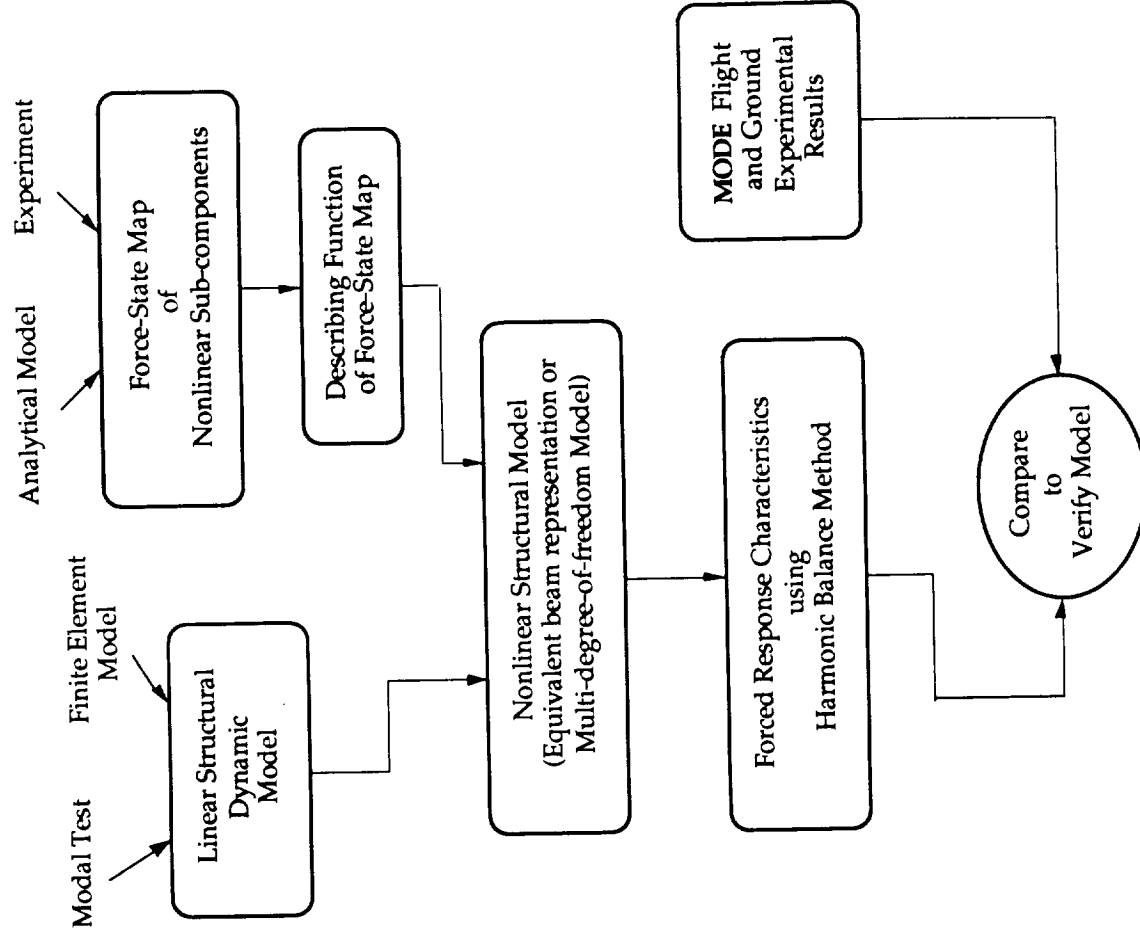 Modal Test
Finite Element
Model
Analytical Model
Experiment
Linear Structural
Dynamic
Model
Force-State Map
of
Nonlinear Sub-components
Describing Function
of Force-State Map
Nonlinear Structural Model
(Equivalent beam representation or
Multi-degree-of-freedom Model)
Forced Response Characteristics
using
Harmonic Balance Method
MODE Flight
and Ground
Experimental
Results
Compare
to
Verify Model